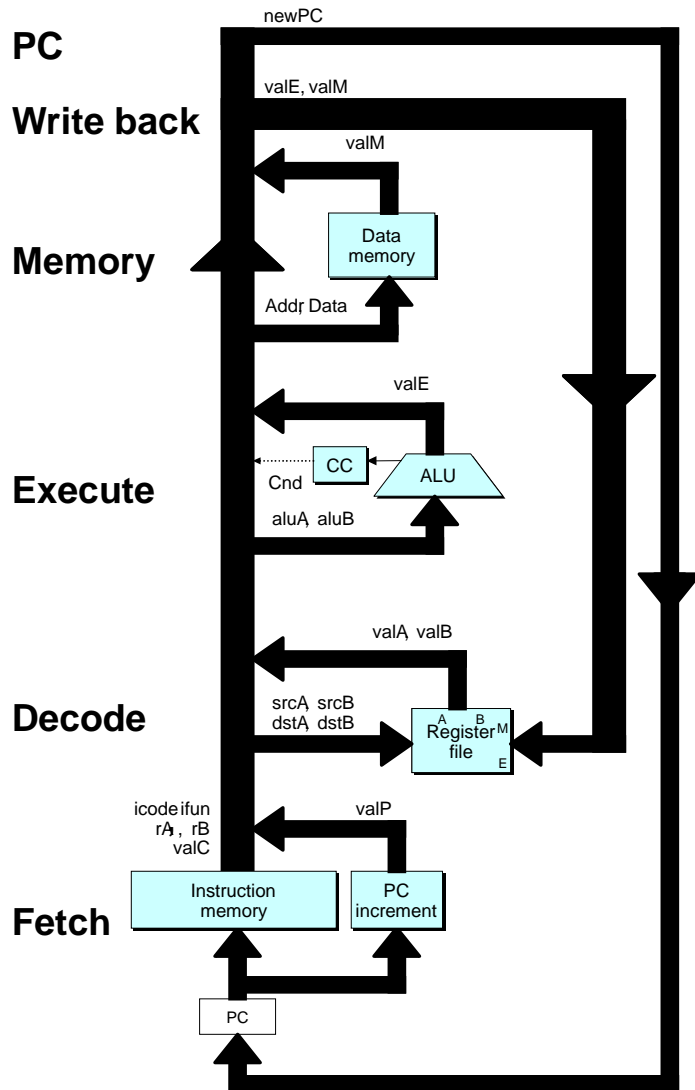 newPC
PC
valE, valM
Write back
valM
Data
memory
Memory
Addr, Data
valE
CC
ALU
Cnd
Execute
aluA, aluB
valA, valB
srcA, srcB
dstA, dstB
Decode
A B
Register M
file
E
icode ifun
rA, rB
valC
valP
Instruction
memory
PC
increment
Fetch
PC